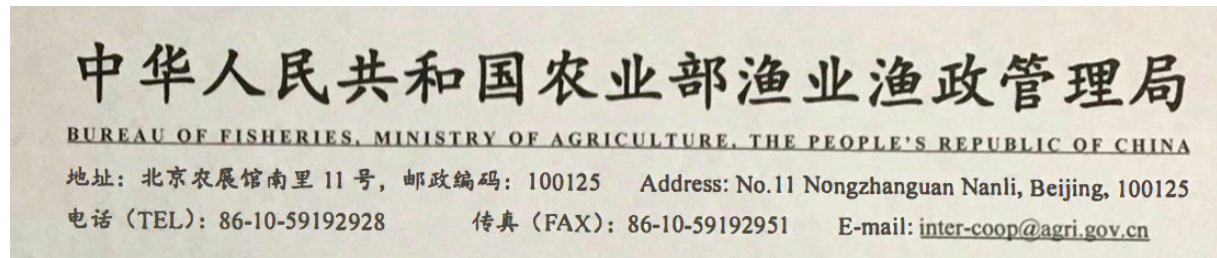 中华人民共和国农业部渔业渔政管理局
BUREAU OF FISHERIES, MINISTRY OF AGRICULTURE, THE PEOPLE'S REPUBLIC OF CHINA
地址：北京农展馆南里 11 号，邮政编码：100125 Address: No.11 Nongzhanguan Nanli, Beijing, 100125
电话（TEL）：86-10-59192928 传真（FAX）：86-10-59192951 E-mail: inter-coop@agri.gov.cn